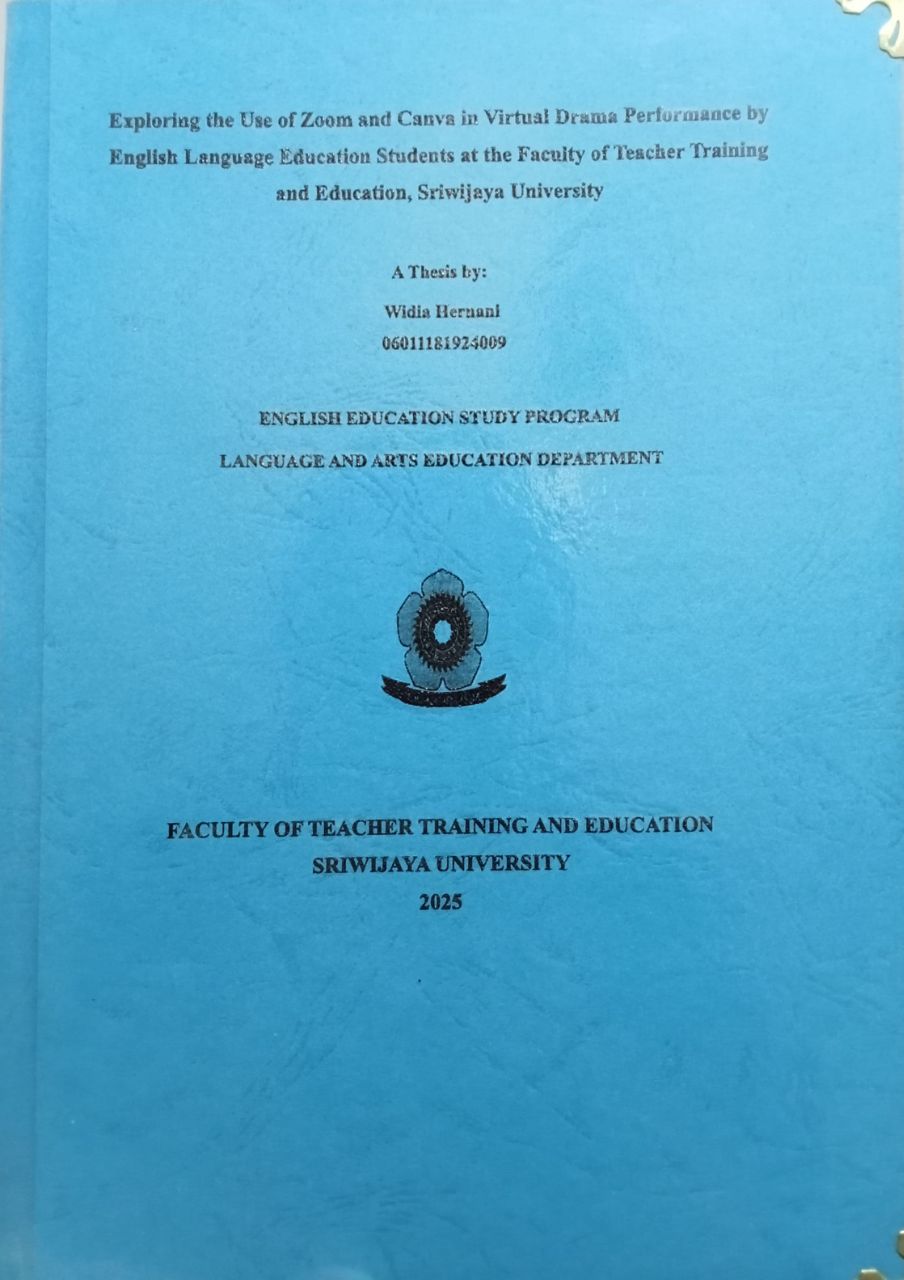 Exploring the Use of Zoom and Canva in Virtual Drama Performance by
English Language Education Students at the Faculty of Teacher Training
and Education, Sriwijaya University
A Thesis by:
Widia Hernani
06011181924009
ENGLISH EDUCATION STUDY PROGRAM
LANGUAGE AND ARTS EDUCATION DEPARTMENT
FACULTY OF TEACHER TRAINING AND EDUCATION
SRIWIJAYA UNIVERSITY
2025